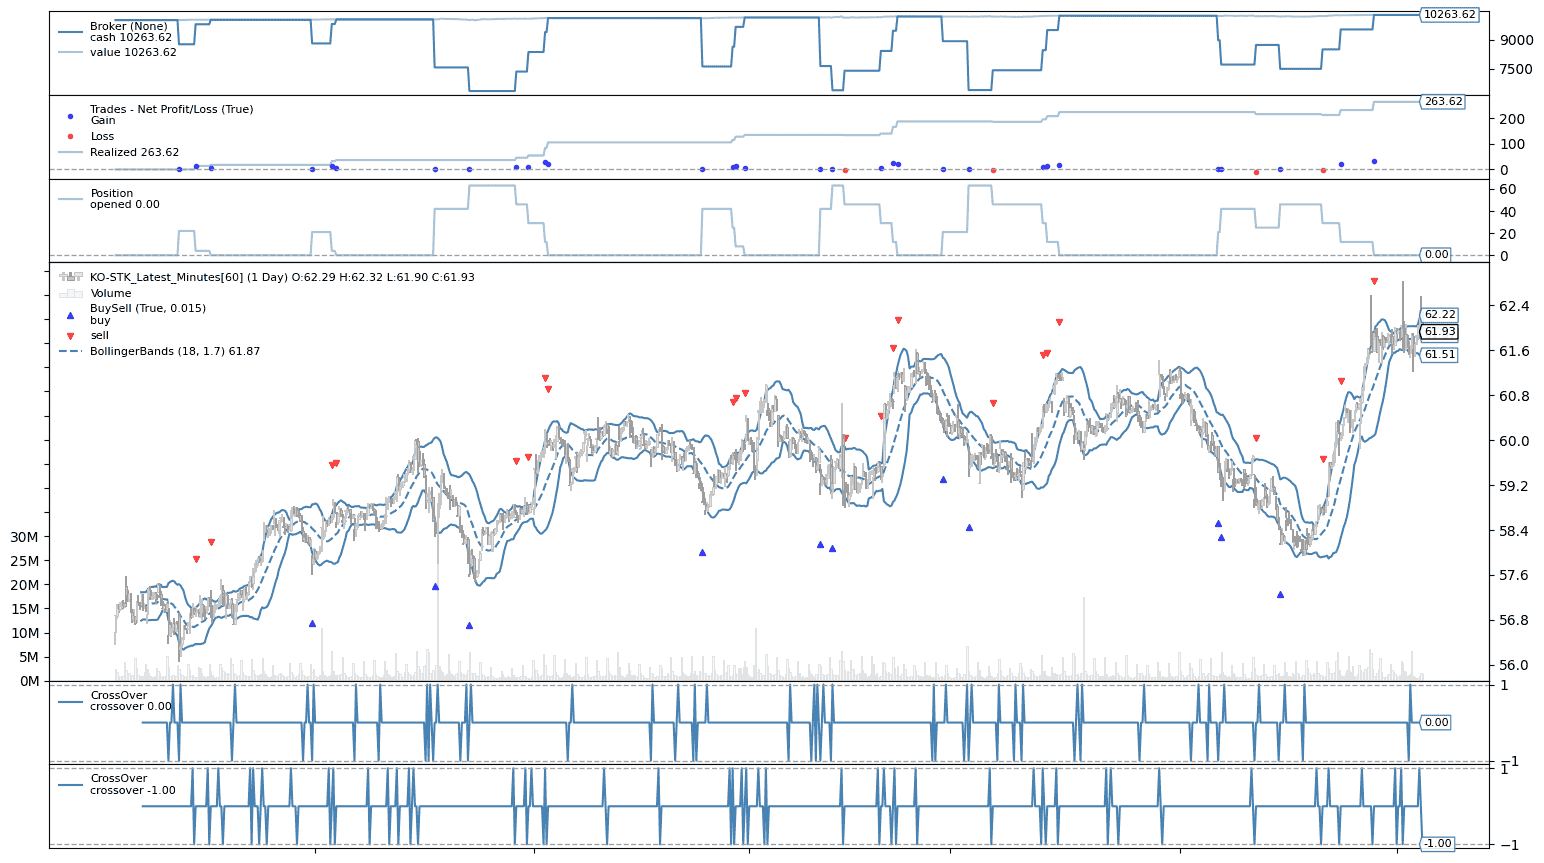 Broker (None)
cash 10263.62
value 10263.62
10263.62
9000
7500
Trades - Net Profit/Loss (True)
Gain
Loss
Realized 263.62
263.62
200
100
0
Position
opened 0.00
60
40
20
0
0.00
KO-STK_Latest_Minutes[60] (1 Day) O:62.29 H:62.32 L:61.90 C:61.93
Volume
BuySell (True, 0.015)
buy
sell
BollingerBands (18, 1.7) 61.87
62.4
62.22
61.93
61.51
61.6
60.8
60.0
59.2
58.4
57.6
56.8
56.0
30M
25M
20M
15M
10M
5M
0M
CrossOver
crossover 0.00
1
0.00
−1
CrossOver
crossover -1.00
1
-1.00
−1